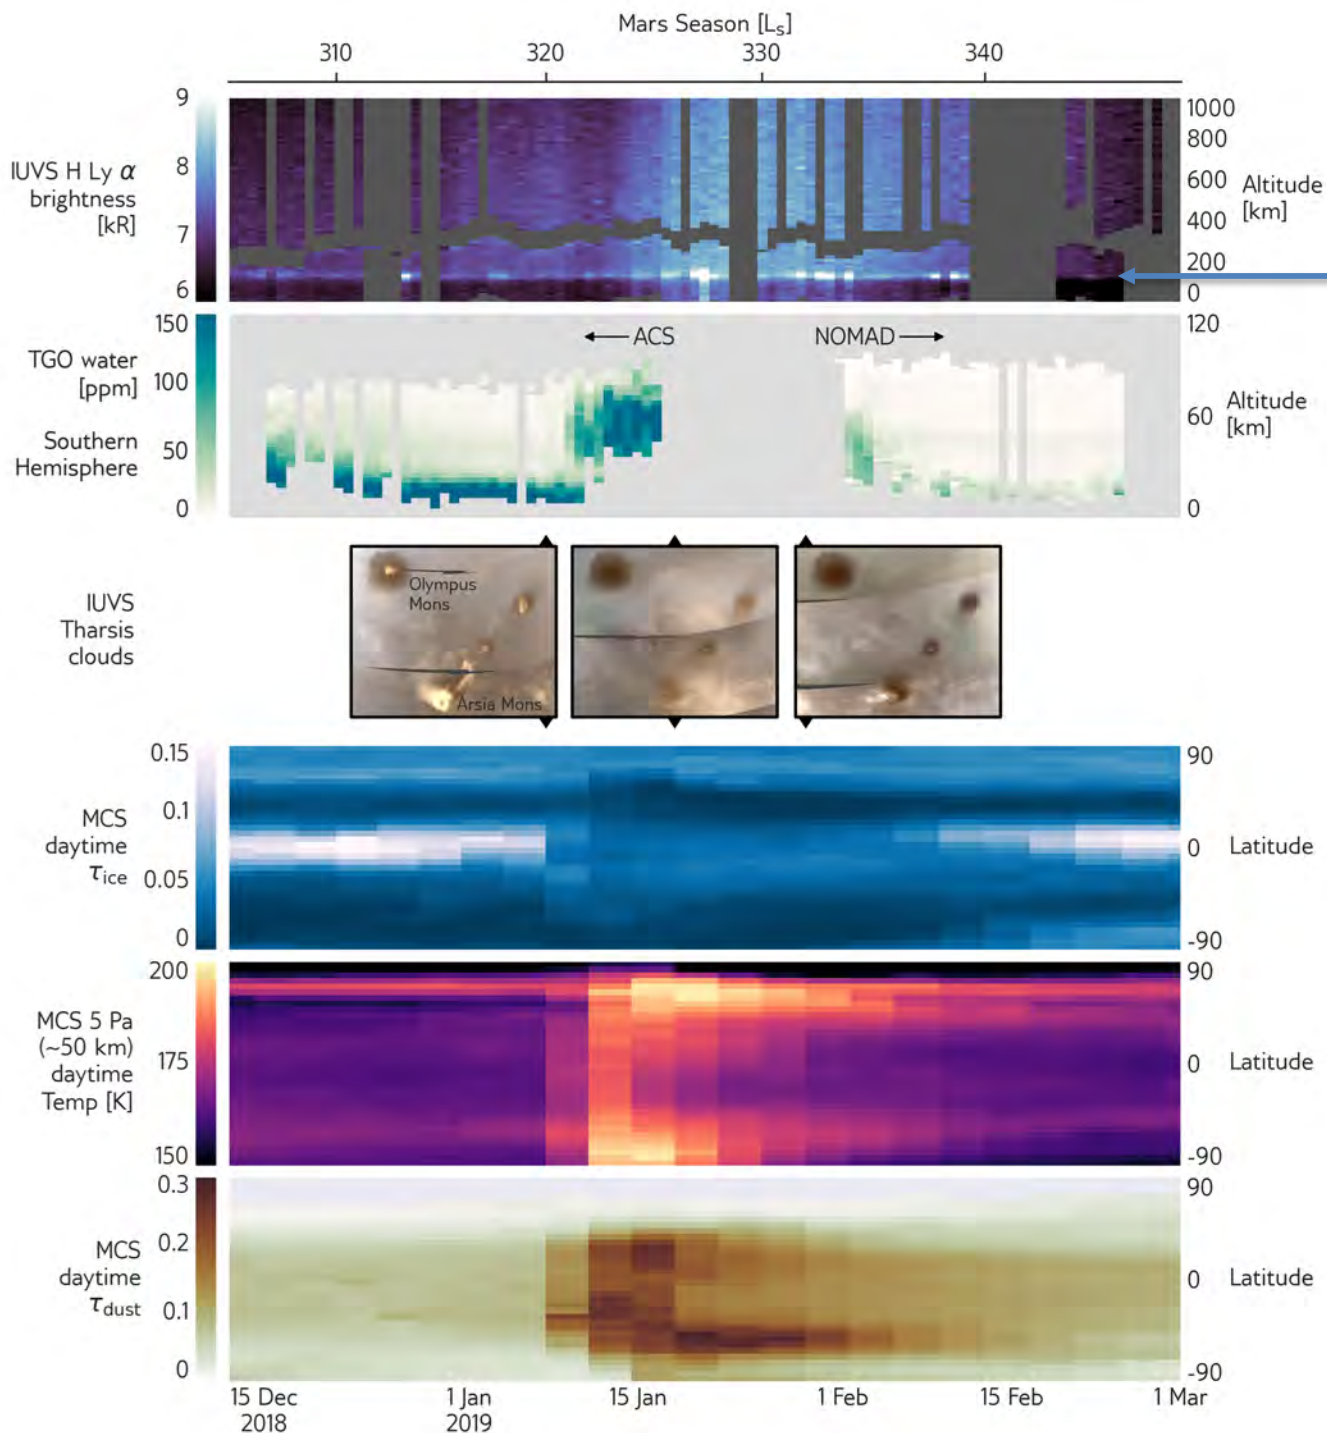 Mars Season [Ls]
310 320 330 340
9
8
7
6
IUVS H Ly α
brightness
[kR]
1000
800
600
400
200
0
Altitude
[km]
150
100
50
0
TGO water
[ppm]
Southern
Hemisphere
←ACS
NOMAD→
120
60
0
Altitude
[km]
IUVS
Tharsis
clouds
Olympus
Mons
Arsia Mons
0.15
0.1
0.05
0
MCS
daytime
τice
90
0
-90
Latitude
200
175
150
MCS 5 Pa
(~50 km)
daytime
Temp [K]
90
0
-90
Latitude
0.3
0.2
0.1
0
MCS
daytime
τdust
90
0
-90
Latitude
15 Dec 1 Jan 15 Jan 1 Feb 15 Feb 1 Mar
2018 2019